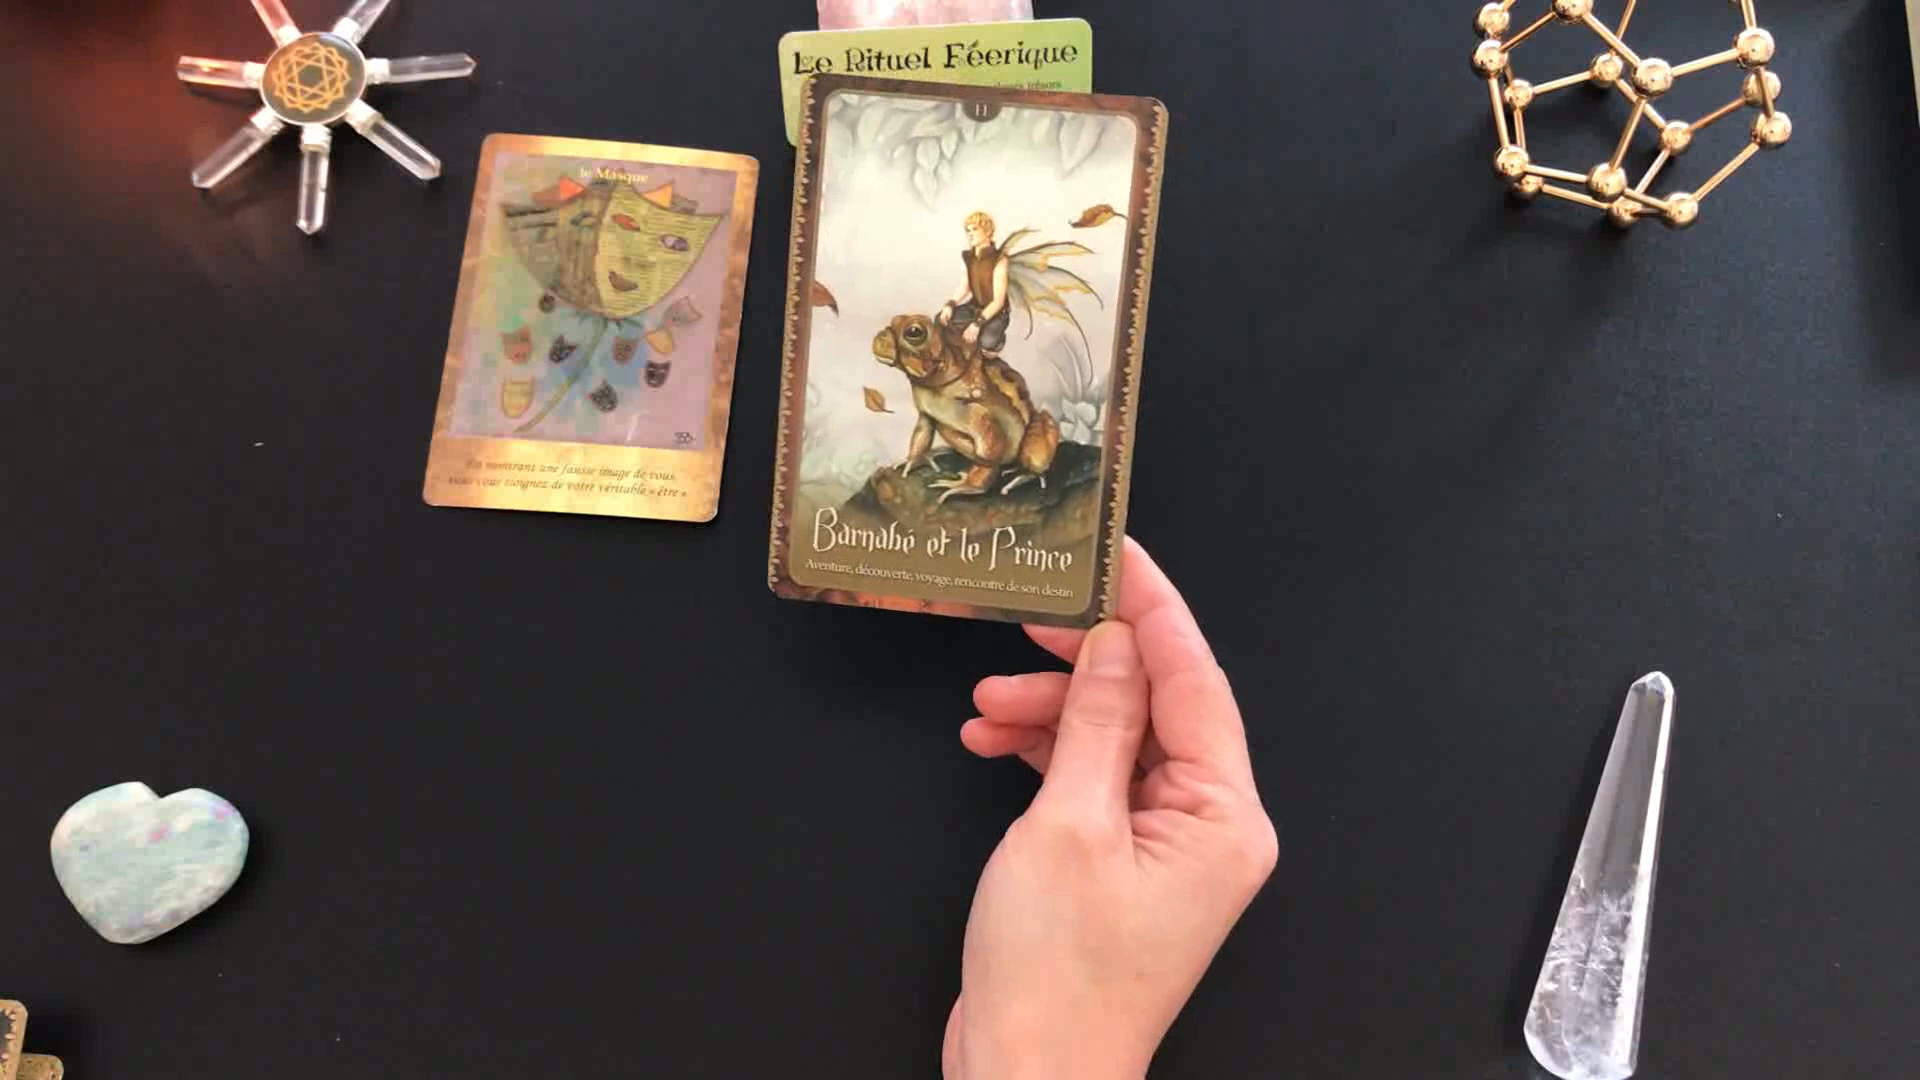 Le Rituel Féerique
trésors
11
le Masque
Barnabé et le Prince
Aventure, découverte, voyage, rencontre de son destin
En montrant une fausse image de vous
vous vous éloignez de votre véritable « être »